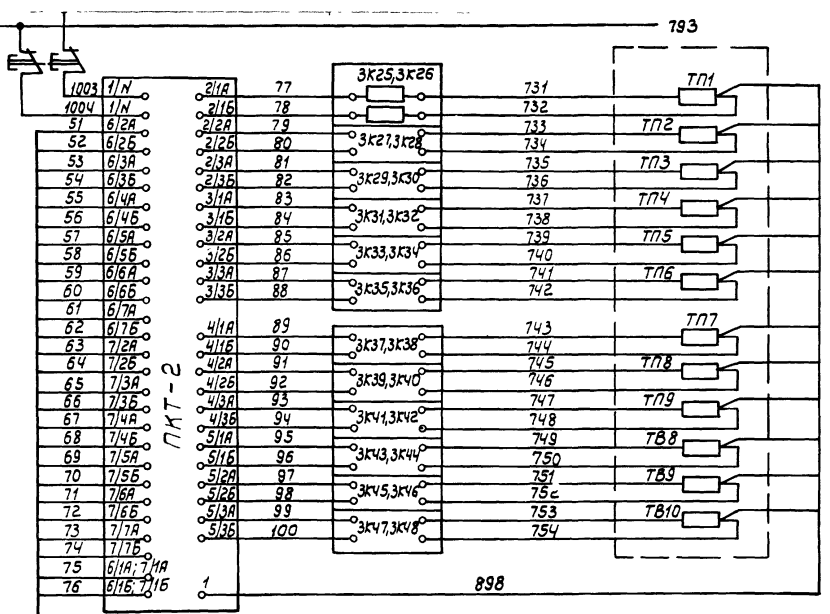 793
1003 1/N 2/1А 77 3К25,3К26 731 ТП1
1004 1/N 2/1Б 78 732
51 6/2А 2/2А 79 3К27,3К28 733 ТП2
52 6/2Б 2/2Б 80 734
53 6/3А 2/3А 81 3К29,3К30 735 ТП3
54 6/3Б 2/3Б 82 736
55 6/4А 3/1А 83 3К31,3К32 737 ТП4
56 6/4Б 3/1Б 84 738
57 6/5А 3/2А 85 3К33,3К34 739 ТП5
58 6/5Б 3/2Б 86 740
59 6/6А 3/3А 87 3К35,3К36 741 ТП6
60 6/6Б 3/3Б 88 742
61 6/7А
62 6/7Б 4/1А 89 3К37,3К38 743 ТП7
63 7/2А 4/1Б 90 744
64 7/2Б 4/2А 91 3К39,3К40 745 ТП8
65 7/3А 4/2Б 92 746
66 7/3Б 4/3А 93 3К41,3К42 747 ТП9
67 7/4А 4/3Б 94 748
68 7/4Б 5/1А 95 3К43,3К44 749 ТВ8
69 7/5А 5/1Б 96 750
70 7/5Б 5/2А 97 3К45,3К46 751 ТВ9
71 7/6А 5/2Б 98 752
72 7/6Б 5/3А 99 3К47,3К48 753 ТВ10
73 7/7А 5/3Б 100 754
74 7/7Б
75 6/1А; 7/1А
76 6/1Б; 7/1Б 1 898
ПКТ-2